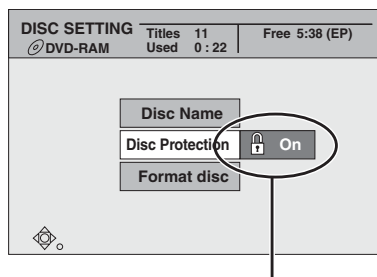 DISC SETTING Titles 11 Free 5:38 (EP)
DVD-RAM Used 0 : 22
Disc Name
Disc Protection On
Format disc